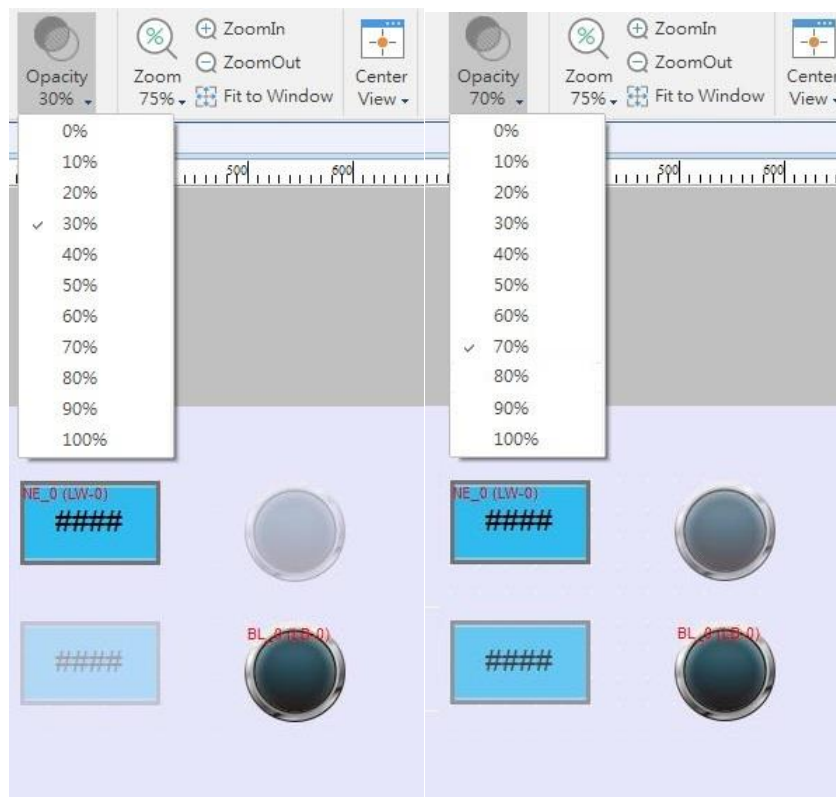 Opacity
30%
Zoom
75%
ZoomIn
ZoomOut
Fit to Window
Center
View
0%
10%
20%
30%
40%
50%
60%
70%
80%
90%
100%
500
600
NE_0 (LW-0)
####
####
BL_0 (LB-0)
Opacity
70%
Zoom
75%
ZoomIn
ZoomOut
Fit to Window
Center
View
0%
10%
20%
30%
40%
50%
60%
70%
80%
90%
100%
500
600
NE_0 (LW-0)
####
####
BL_0 (LB-0)